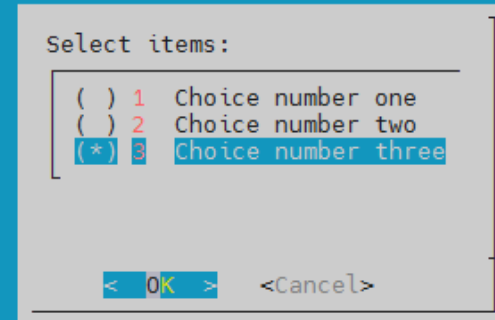 Select items:
( ) 1 Choice number one
( ) 2 Choice number two
(*) 3 Choice number three
< OK > <Cancel>